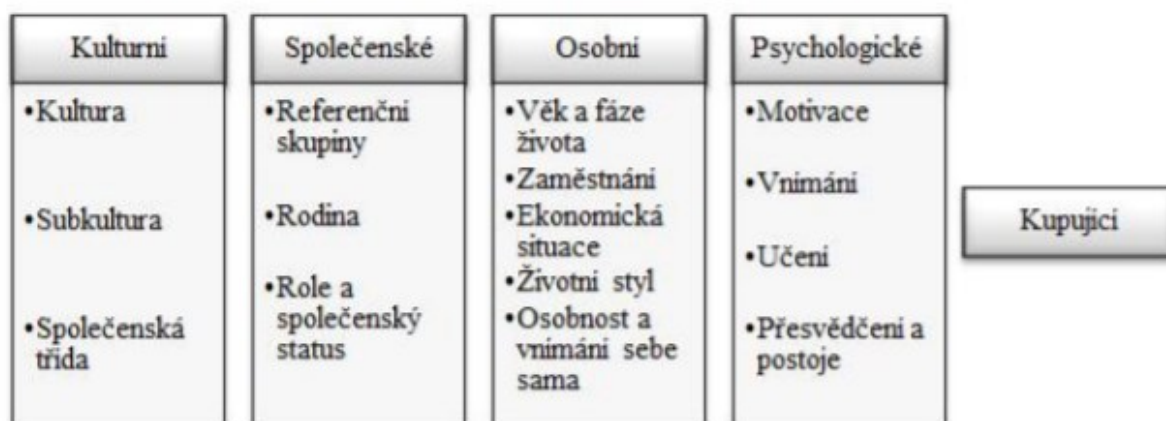 Kulturní
•Kultura
•Subkultura
•Společenská
třída
Společenské
•Referenční
skupiny
•Rodina
•Role a
společenský
status
Osobní
•Věk a fáze
života
•Zaměstnání
•Ekonomická
situace
•Životní styl
•Osobnost a
vnímání sebe
sama
Psychologické
•Motivace
•Vnímání
•Učení
•Přesvědčení a
postoje
Kupující